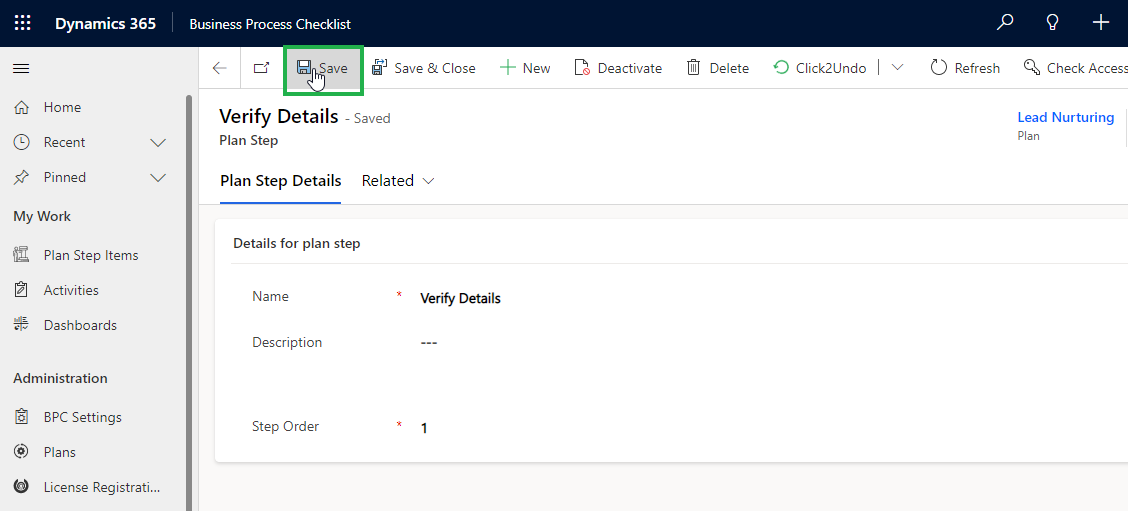 Dynamics 365 Business Process Checklist
Save Save & Close New Deactivate Delete Click2Undo Refresh Check Access
Home
Recent
Pinned
My Work
Plan Step Items
Activities
Dashboards
Administration
BPC Settings
Plans
License Registrati...
Verify Details - Saved
Plan Step
Lead Nurturing
Plan
Plan Step Details Related
Details for plan step
Name * Verify Details
Description ---
Step Order * 1